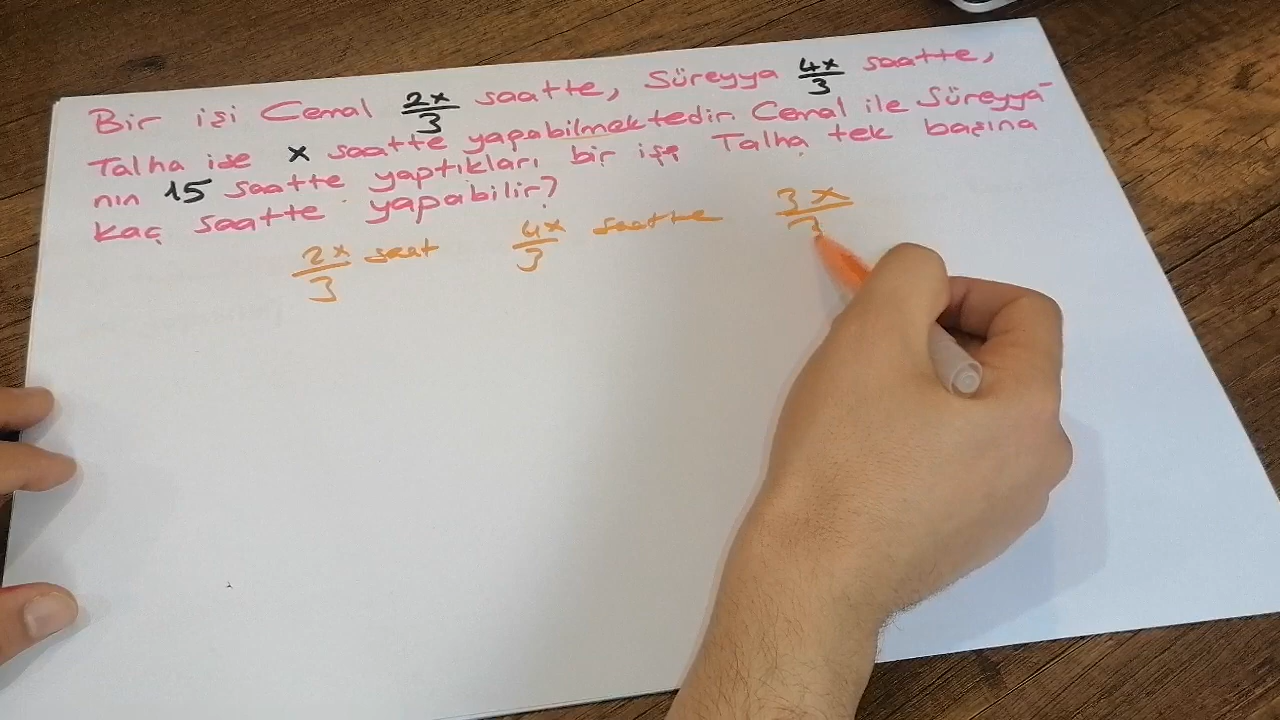 Bir işi Cemal 2x/3 saatte, Süreyya 4x/3 saatte,
Talha ise x saatte yapabilmektedir. Cemal ile Süreyya-
nın 15 saatte yaptıkları bir işi Talha tek başına
kaç saatte yapabilir?
2x/3 saat 4x/3 saatte 3x/3